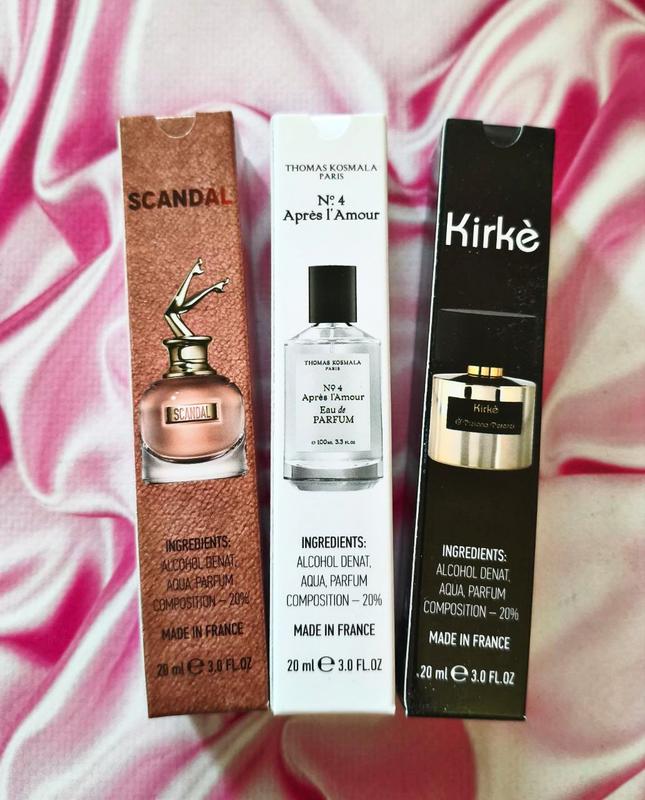 SCANDAL
SCANDAL
INGREDIENTS:
ALCOHOL DENAT,
AQUA, PARFUM
COMPOSITION – 20%
MADE IN FRANCE
20 ml ℮ 3.0 FL.OZ
THOMAS KOSMALA
PARIS
Nº 4
Après l'Amour
THOMAS KOSMALA
PARIS
Nº 4
Après l'Amour
Eau de
PARFUM
℮ 100ml 3.3 fl.oz
INGREDIENTS:
ALCOHOL DENAT,
AQUA, PARFUM
COMPOSITION – 20%
MADE IN FRANCE
20 ml ℮ 3.0 FL.OZ
Kirkè
Kirkè
INGREDIENTS:
ALCOHOL DENAT,
AQUA, PARFUM
COMPOSITION – 20%
MADE IN FRANCE
20 ml ℮ 3.0 FL.OZ